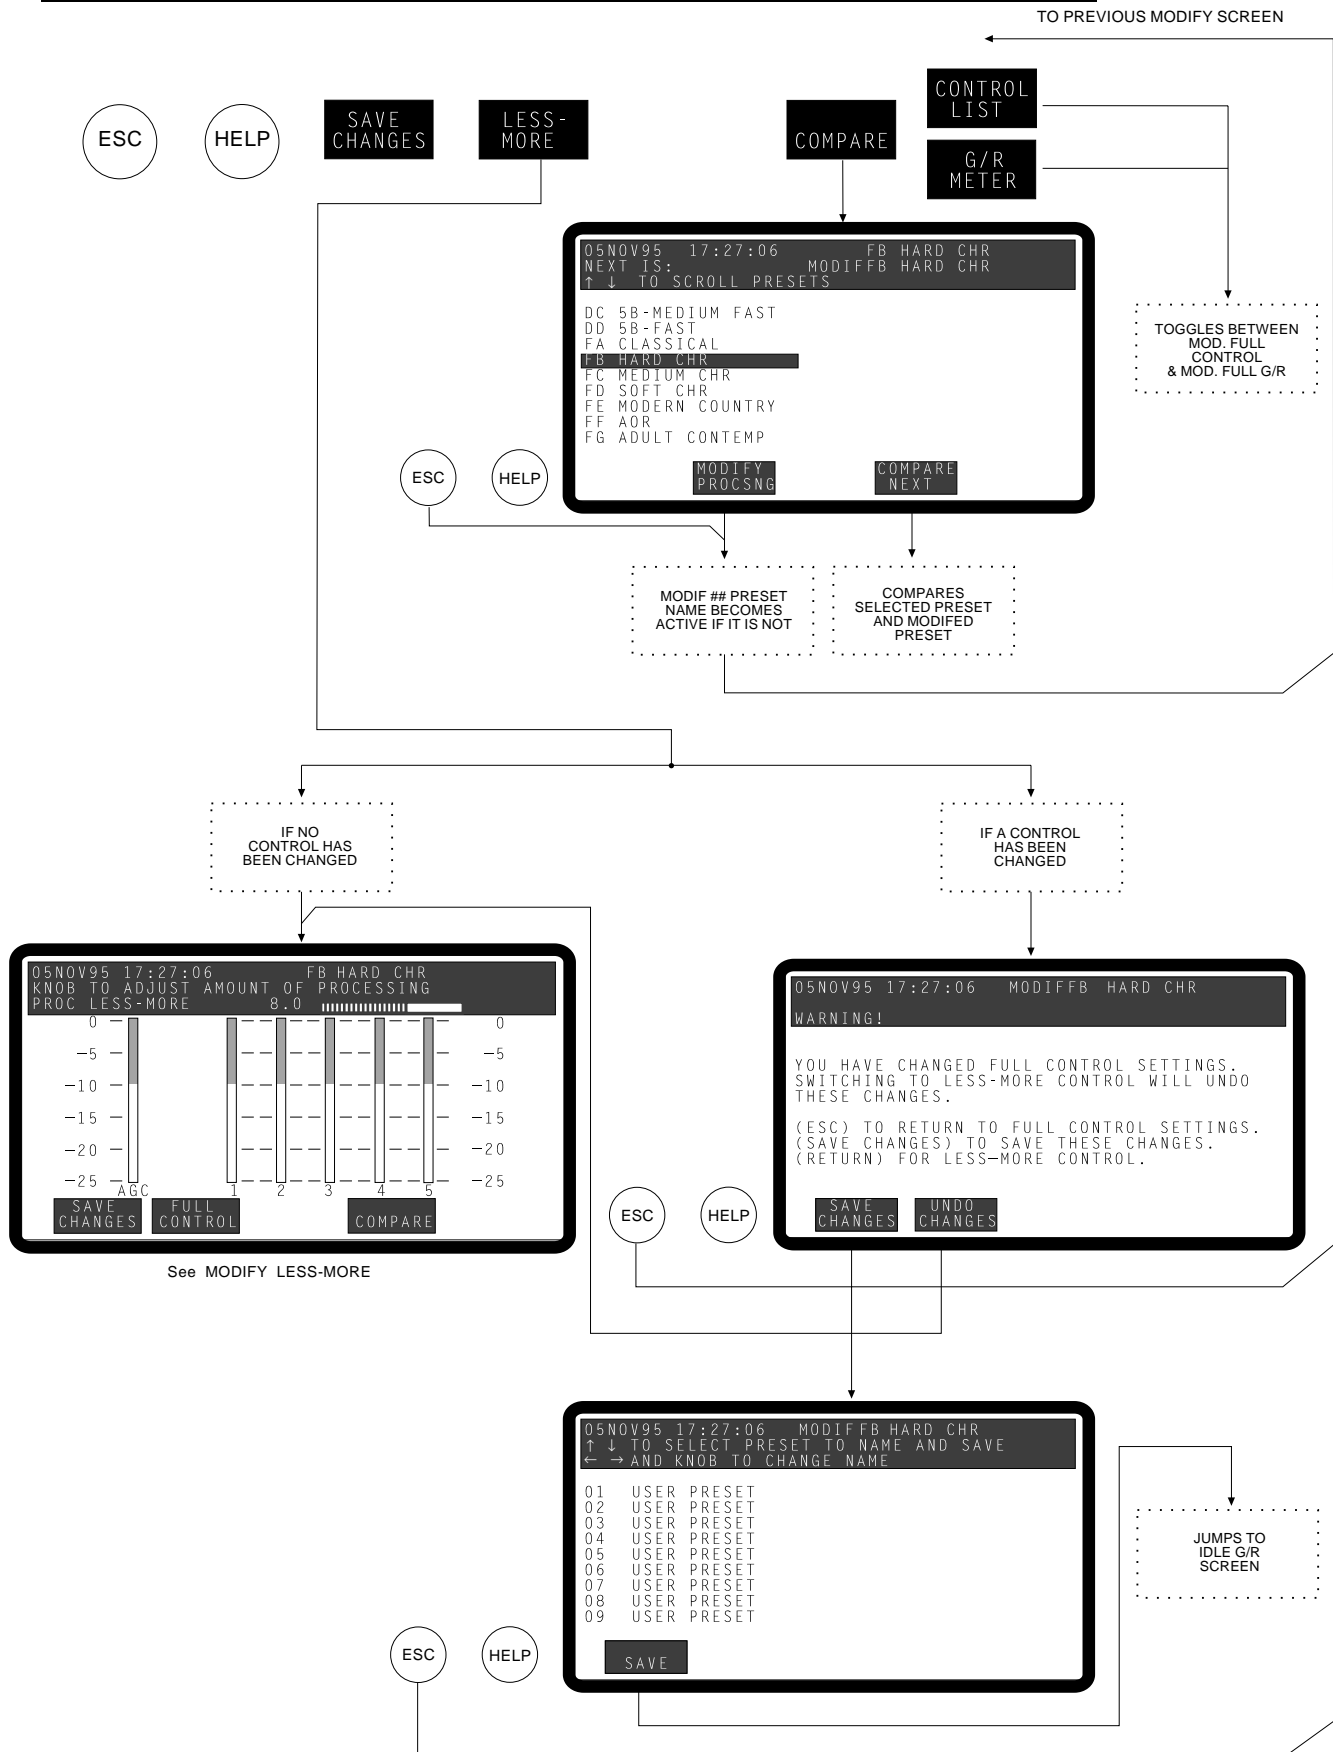 TO PREVIOUS MODIFY SCREEN
ESC
HELP
SAVE
CHANGES
LESS-
MORE
COMPARE
CONTROL
LIST
G/R
METER
05NOV95 17:27:06 FB HARD CHR
NEXT IS: MODIFFB HARD CHR
↑ ↓ TO SCROLL PRESETS
DC 5B-MEDIUM FAST
DD 5B-FAST
FA CLASSICAL
FB HARD CHR
FC MEDIUM CHR
FD SOFT CHR
FE MODERN COUNTRY
FF AOR
FG ADULT CONTEMP
MODIFY
PROCSNG
COMPARE
NEXT
ESC
HELP
TOGGLES BETWEEN
MOD. FULL
CONTROL
& MOD. FULL G/R
MODIF ## PRESET
NAME BECOMES
ACTIVE IF IT IS NOT
COMPARES
SELECTED PRESET
AND MODIFED
PRESET
IF NO
CONTROL HAS
BEEN CHANGED
IF A CONTROL
HAS BEEN
CHANGED
05NOV95 17:27:06 FB HARD CHR
KNOB TO ADJUST AMOUNT OF PROCESSING
PROC LESS-MORE 8.0
0 0
-5 -5
-10 -10
-15 -15
-20 -20
-25 -25
AGC 1 2 3 4 5
SAVE
CHANGES
FULL
CONTROL
COMPARE
See MODIFY LESS-MORE
05NOV95 17:27:06 MODIFFB HARD CHR
WARNING!
YOU HAVE CHANGED FULL CONTROL SETTINGS.
SWITCHING TO LESS-MORE CONTROL WILL UNDO
THESE CHANGES.
(ESC) TO RETURN TO FULL CONTROL SETTINGS.
(SAVE CHANGES) TO SAVE THESE CHANGES.
(RETURN) FOR LESS-MORE CONTROL.
SAVE
CHANGES
UNDO
CHANGES
ESC
HELP
05NOV95 17:27:06 MODIFFB HARD CHR
↑ ↓ TO SELECT PRESET TO NAME AND SAVE
← → AND KNOB TO CHANGE NAME
01 USER PRESET
02 USER PRESET
03 USER PRESET
04 USER PRESET
05 USER PRESET
06 USER PRESET
07 USER PRESET
08 USER PRESET
09 USER PRESET
SAVE
ESC
HELP
JUMPS TO
IDLE G/R
SCREEN